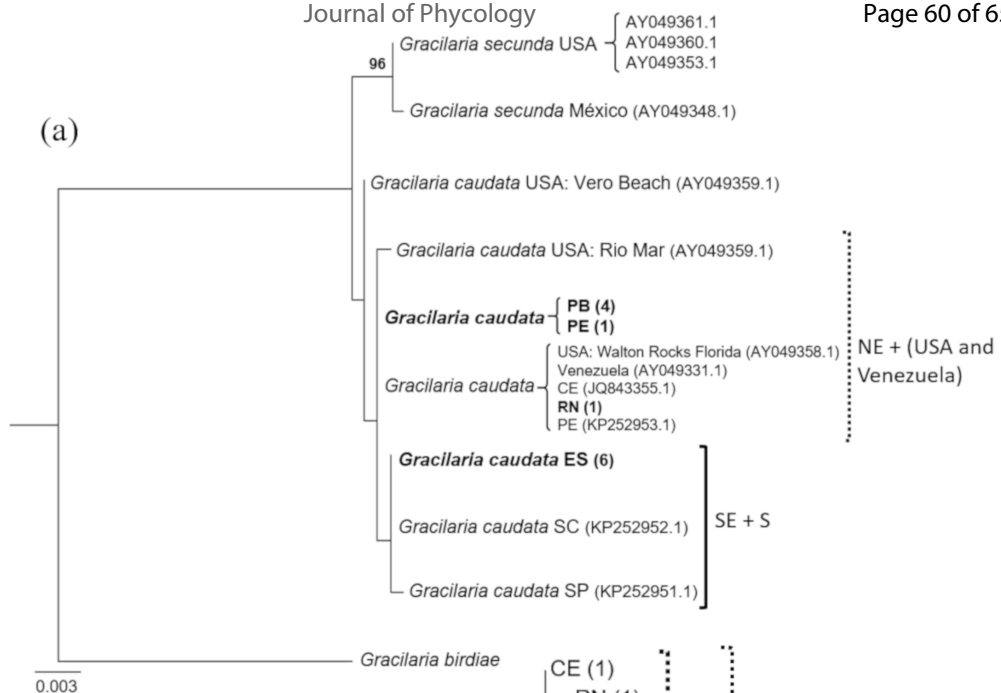 Journal of Phycology
Page 60 of 6
(a)
96
Gracilaria secunda USA
AY049361.1
AY049360.1
AY049353.1
Gracilaria secunda México (AY049348.1)
Gracilaria caudata USA: Vero Beach (AY049359.1)
Gracilaria caudata USA: Rio Mar (AY049359.1)
Gracilaria caudata
PB (4)
PE (1)
Gracilaria caudata
USA: Walton Rocks Florida (AY049358.1)
Venezuela (AY049331.1)
CE (JQ843355.1)
RN (1)
PE (KP252953.1)
NE + (USA and
Venezuela)
Gracilaria caudata ES (6)
Gracilaria caudata SC (KP252952.1)
Gracilaria caudata SP (KP252951.1)
SE + S
Gracilaria birdiae
CE (1)
RN (1)
0.003